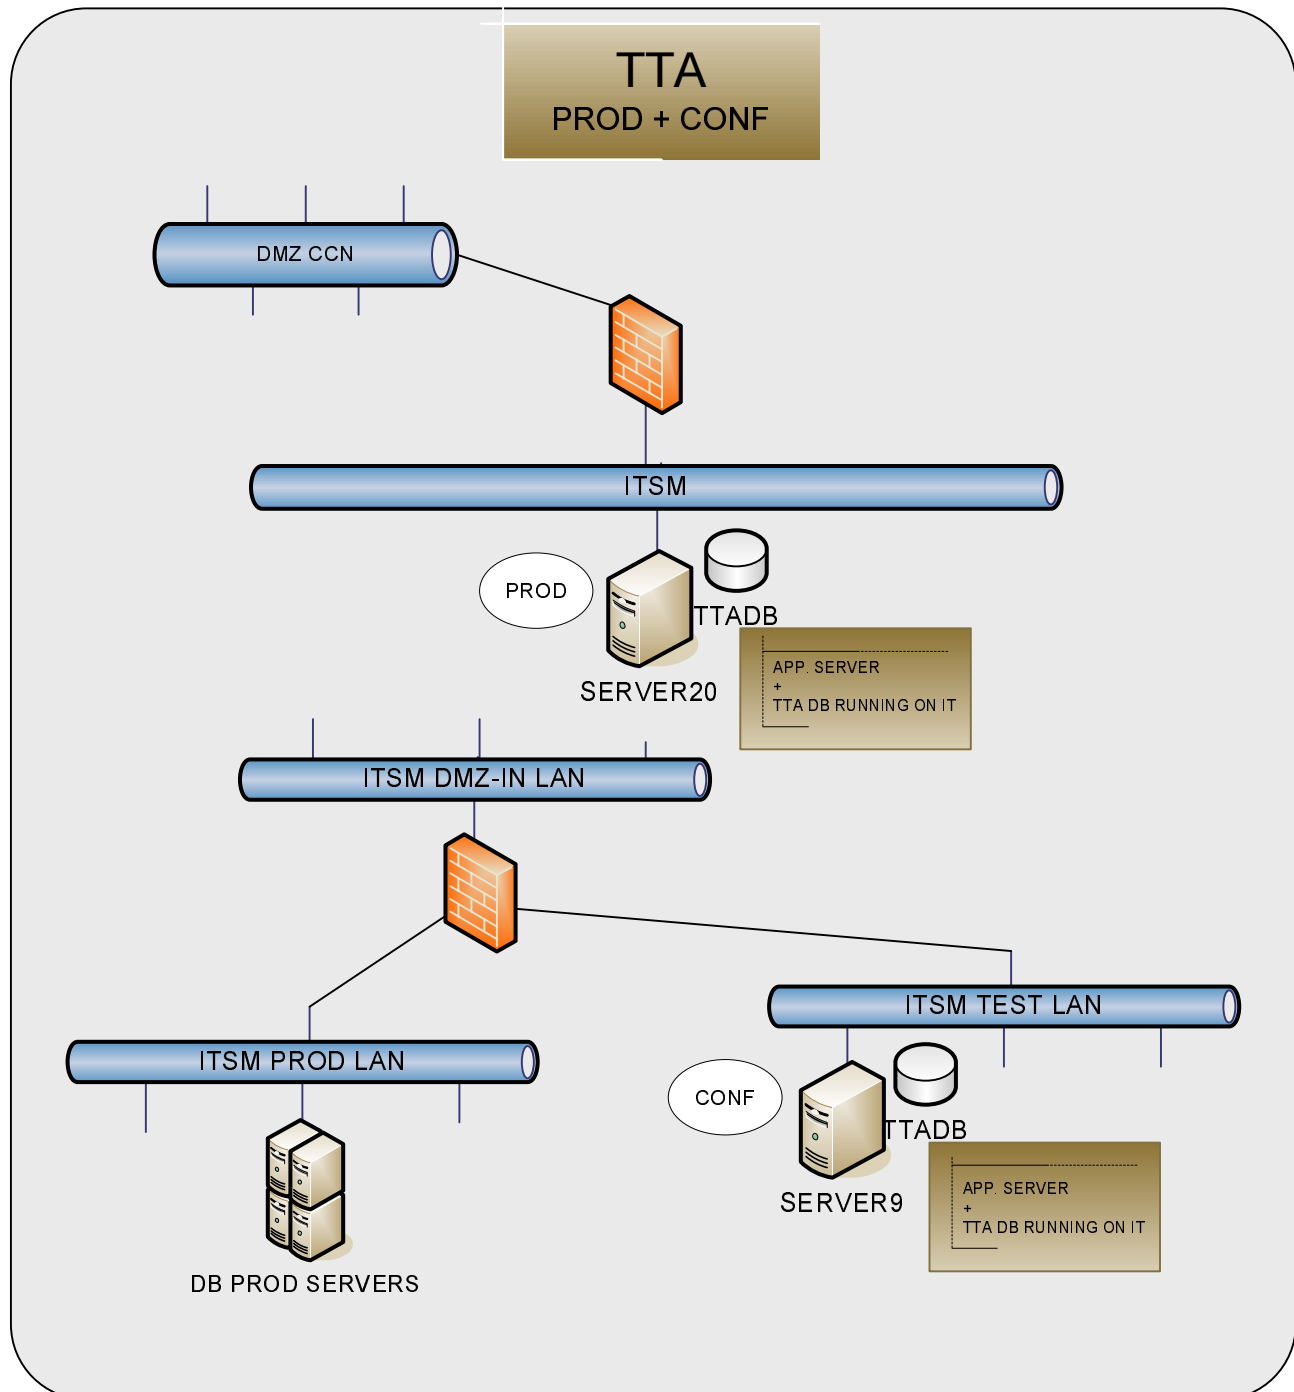 TTA
PROD + CONF
DMZ CCN
ITSM
PROD
TTADB
SERVER20
APP. SERVER
+
TTA DB RUNNING ON IT
ITSM DMZ-IN LAN
ITSM TEST LAN
ITSM PROD LAN
CONF
TTADB
SERVER9
APP. SERVER
+
TTA DB RUNNING ON IT
DB PROD SERVERS